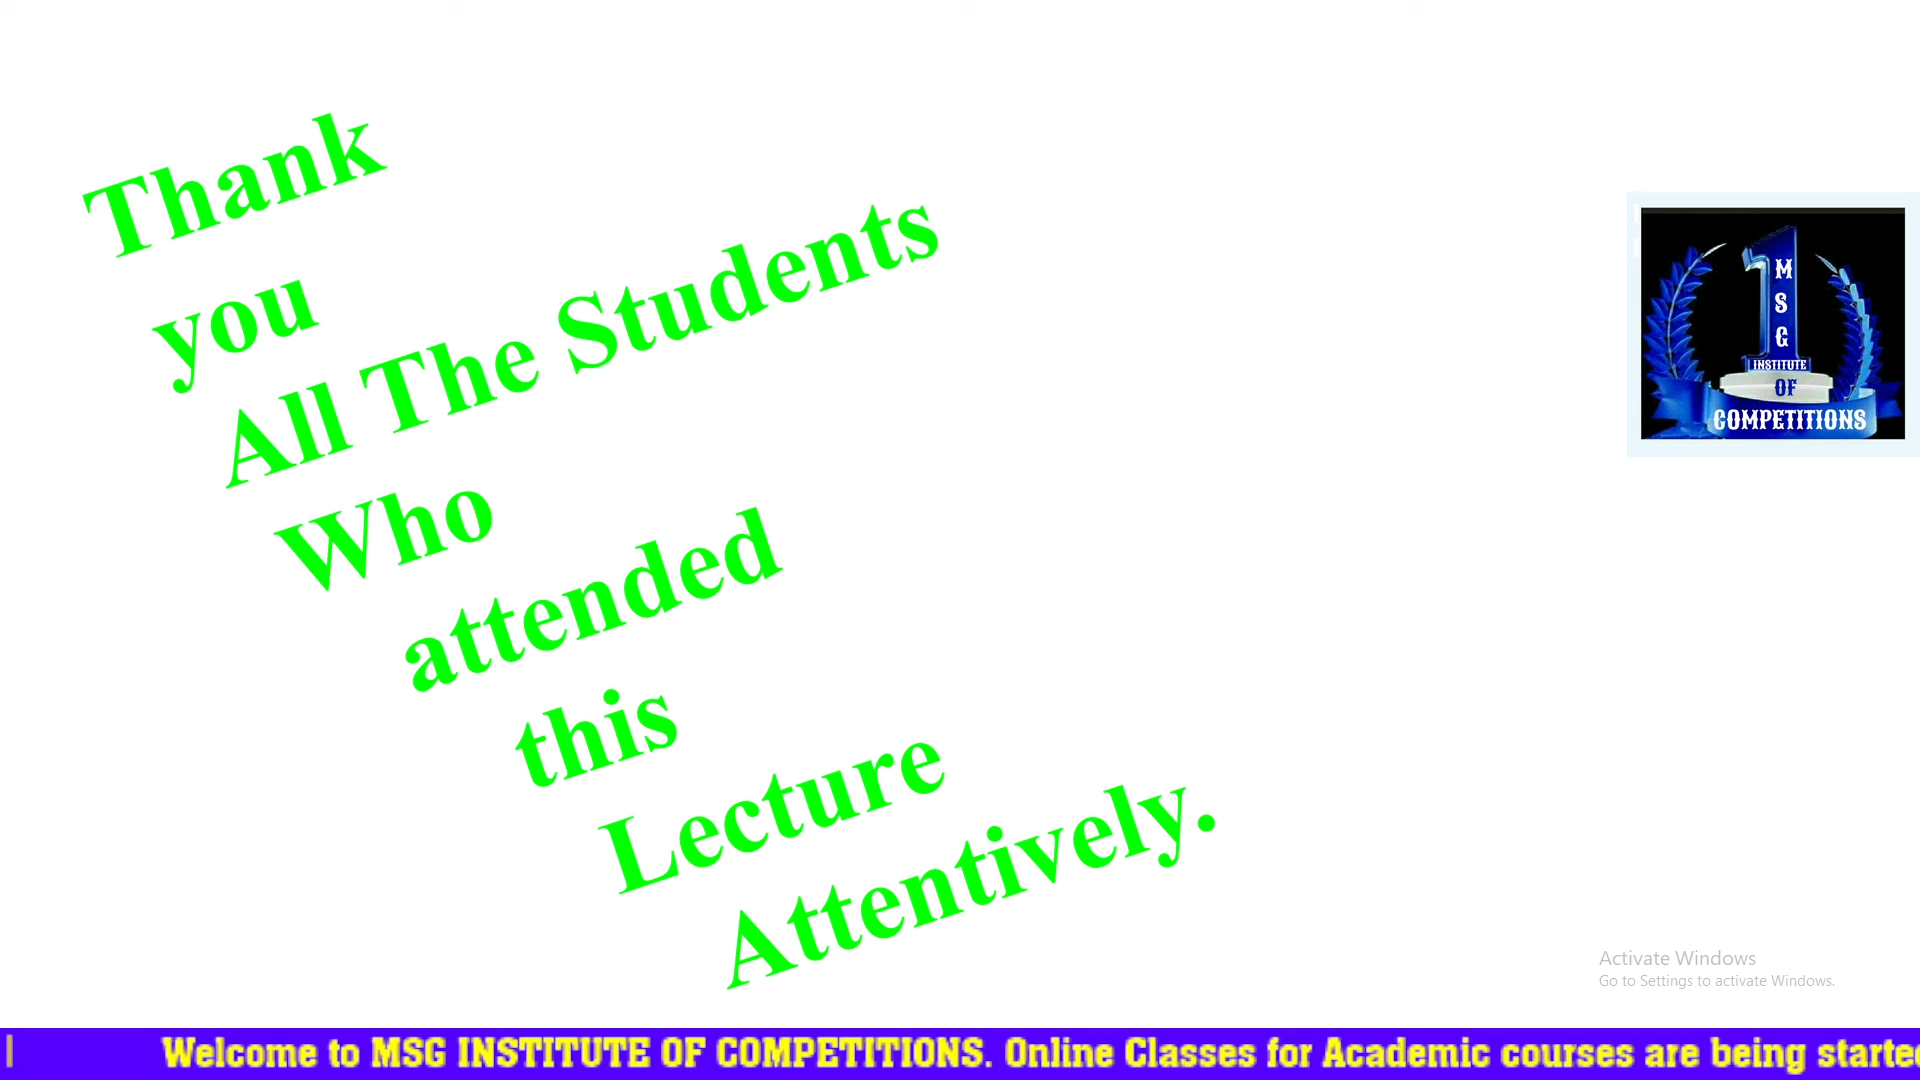 Thank
you
All The Students
Who
attended
this
Lecture
Attentively.
M
S
G
INSTITUTE
OF
COMPETITIONS
Activate Windows
Go to Settings to activate Windows.
Welcome to MSG INSTITUTE OF COMPETITIONS. Online Classes for Academic courses are being starte